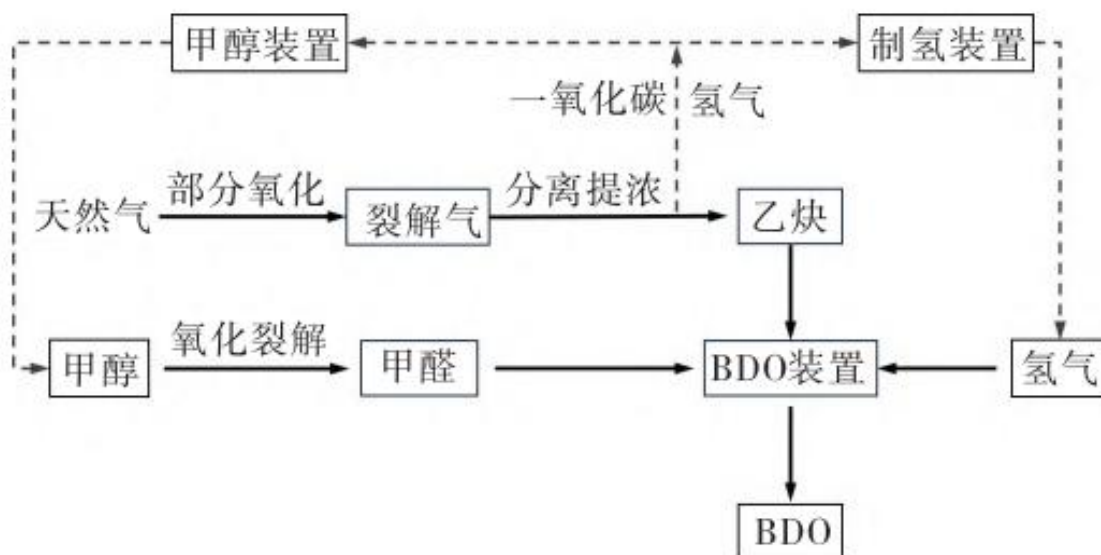 甲醇装置
制氢装置
一氧化碳 氢气
天然气
部分氧化
裂解气
分离提浓
乙炔
甲醇
氧化裂解
甲醛
BDO装置
氢气
BDO